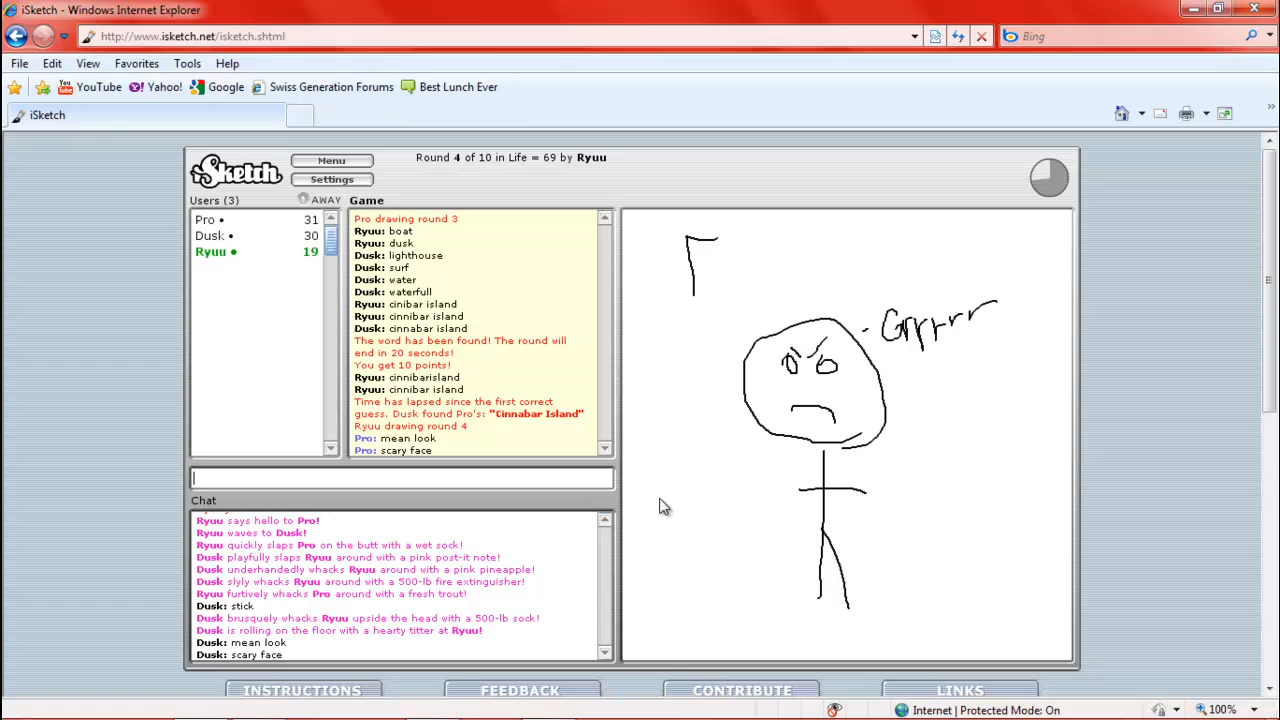 iSketch - Windows Internet Explorer
http://www.isketch.net/isketch.shtml
Bing
File Edit View Favorites Tools Help
YouTube Yahoo! Google Swiss Generation Forums Best Lunch Ever
iSketch
iSketch
Menu
Settings
Round 4 of 10 in Life = 69 by Ryuu
Users (3) AWAY Game
Pro • 31
Dusk • 30
Ryuu • 19
Pro drawing round 3
Ryuu: boat
Ryuu: dusk
Dusk: lighthouse
Dusk: surf
Dusk: water
Dusk: waterfull
Ryuu: cinibar island
Ryuu: cinnibar island
Dusk: cinnabar island
The word has been found! The round will
end in 20 seconds!
You get 10 points!
Ryuu: cinnibarisland
Ryuu: cinnibar island
Time has lapsed since the first correct
guess. Dusk found Pro's: "Cinnabar Island"
Ryuu drawing round 4
Pro: mean look
Pro: scary face
Grrrrr
Chat
Ryuu says hello to Pro!
Ryuu waves to Dusk!
Ryuu quickly slaps Pro on the butt with a wet sock!
Dusk playfully slaps Ryuu around with a pink post-it note!
Dusk underhandedly whacks Ryuu around with a pink pineapple!
Dusk slyly whacks Ryuu around with a 500-lb fire extinguisher!
Ryuu furtively whacks Pro around with a fresh trout!
Dusk: stick
Dusk brusquely whacks Ryuu upside the head with a 500-lb sock!
Dusk is rolling on the floor with a hearty titter at Ryuu!
Dusk: mean look
Dusk: scary face
INSTRUCTIONS FEEDBACK CONTRIBUTE LINKS
Internet | Protected Mode: On 100%